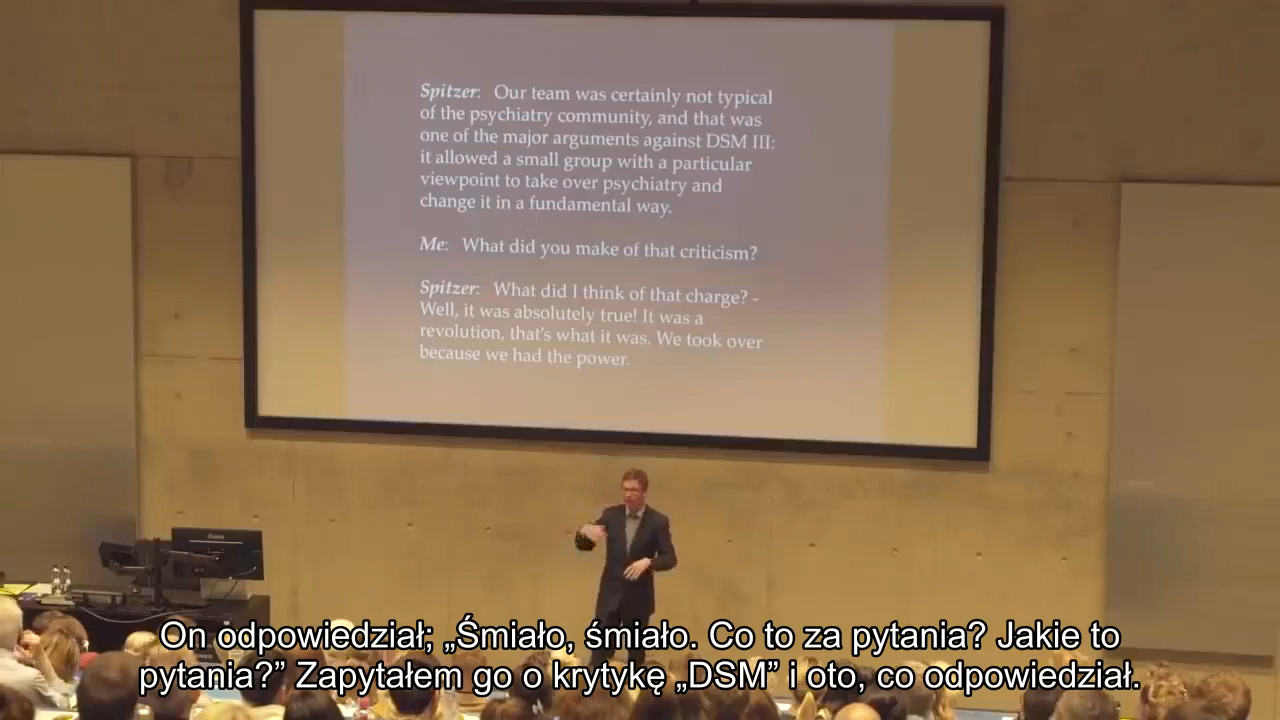 Spitzer: Our team was certainly not typical
of the psychiatry community, and that was
one of the major arguments against DSM III:
it allowed a small group with a particular
viewpoint to take over psychiatry and
change it in a fundamental way.
Me: What did you make of that criticism?
Spitzer: What did I think of that charge? -
Well, it was absolutely true! It was a
revolution, that's what it was. We took over
because we had the power.
On odpowiedział; „Śmiało, śmiało. Co to za pytania? Jakie to
pytania?” Zapytałem go o krytykę „DSM” i oto, co odpowiedział.